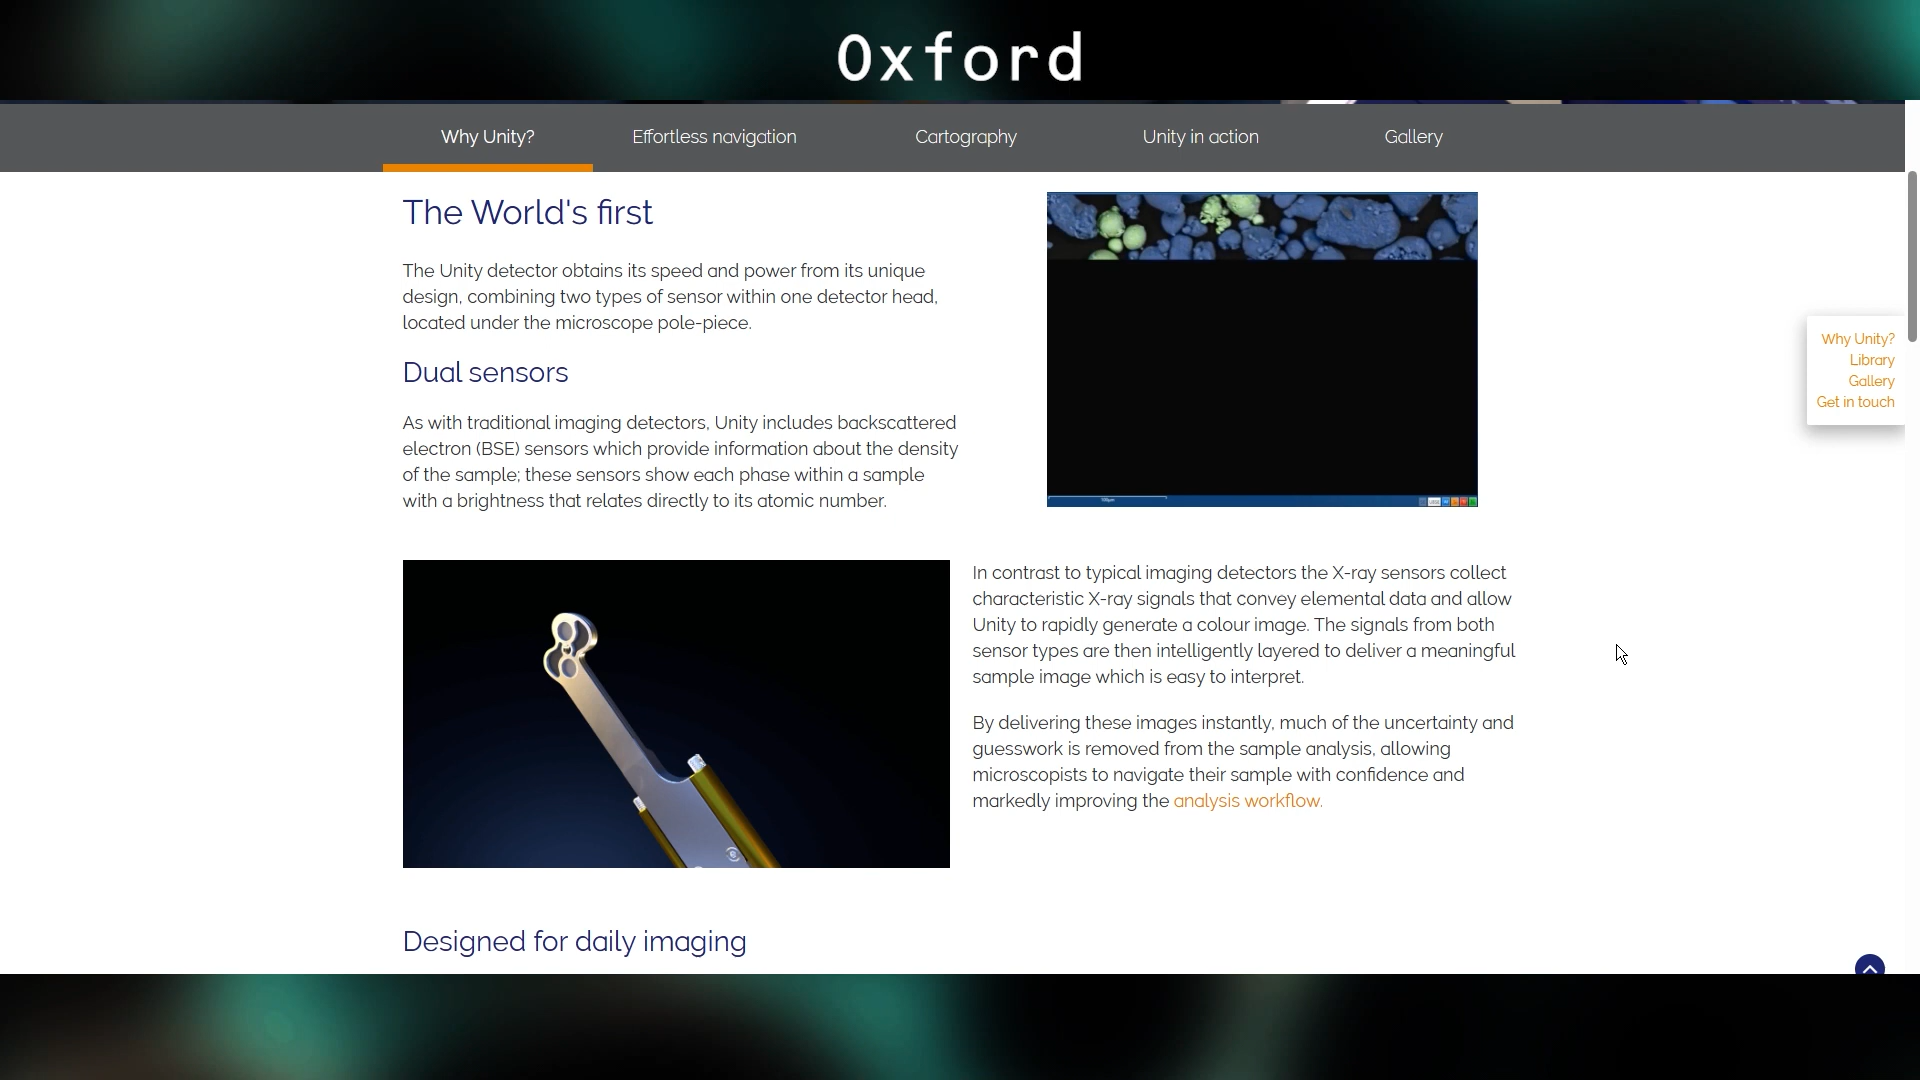 Oxford
Why Unity?
Effortless navigation
Cartography
Unity in action
Gallery
The World's first
The Unity detector obtains its speed and power from its unique
design, combining two types of sensor within one detector head,
located under the microscope pole-piece.
Dual sensors
As with traditional imaging detectors, Unity includes backscattered
electron (BSE) sensors which provide information about the density
of the sample; these sensors show each phase within a sample
with a brightness that relates directly to its atomic number.
Why Unity?
Library
Gallery
Get in touch
In contrast to typical imaging detectors the X-ray sensors collect
characteristic X-ray signals that convey elemental data and allow
Unity to rapidly generate a colour image. The signals from both
sensor types are then intelligently layered to deliver a meaningful
sample image which is easy to interpret.
By delivering these images instantly, much of the uncertainty and
guesswork is removed from the sample analysis, allowing
microscopists to navigate their sample with confidence and
markedly improving the analysis workflow.
Designed for daily imaging